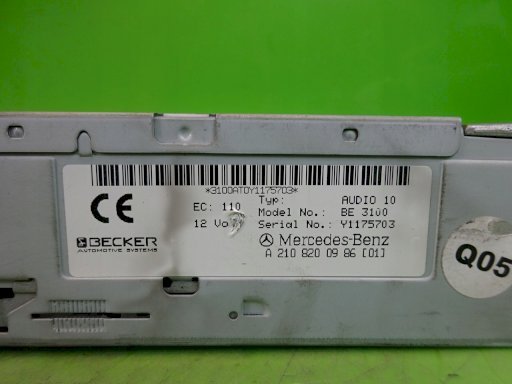 *3100AT0Y1175703*
CE EC: 110 Typ: AUDIO 10
Model No.: BE 3100
12 Volt Serial No.: Y1175703
BECKER
AUTOMOTIVE SYSTEMS
Mercedes-Benz
A 210 820 09 86 [01]
Q05